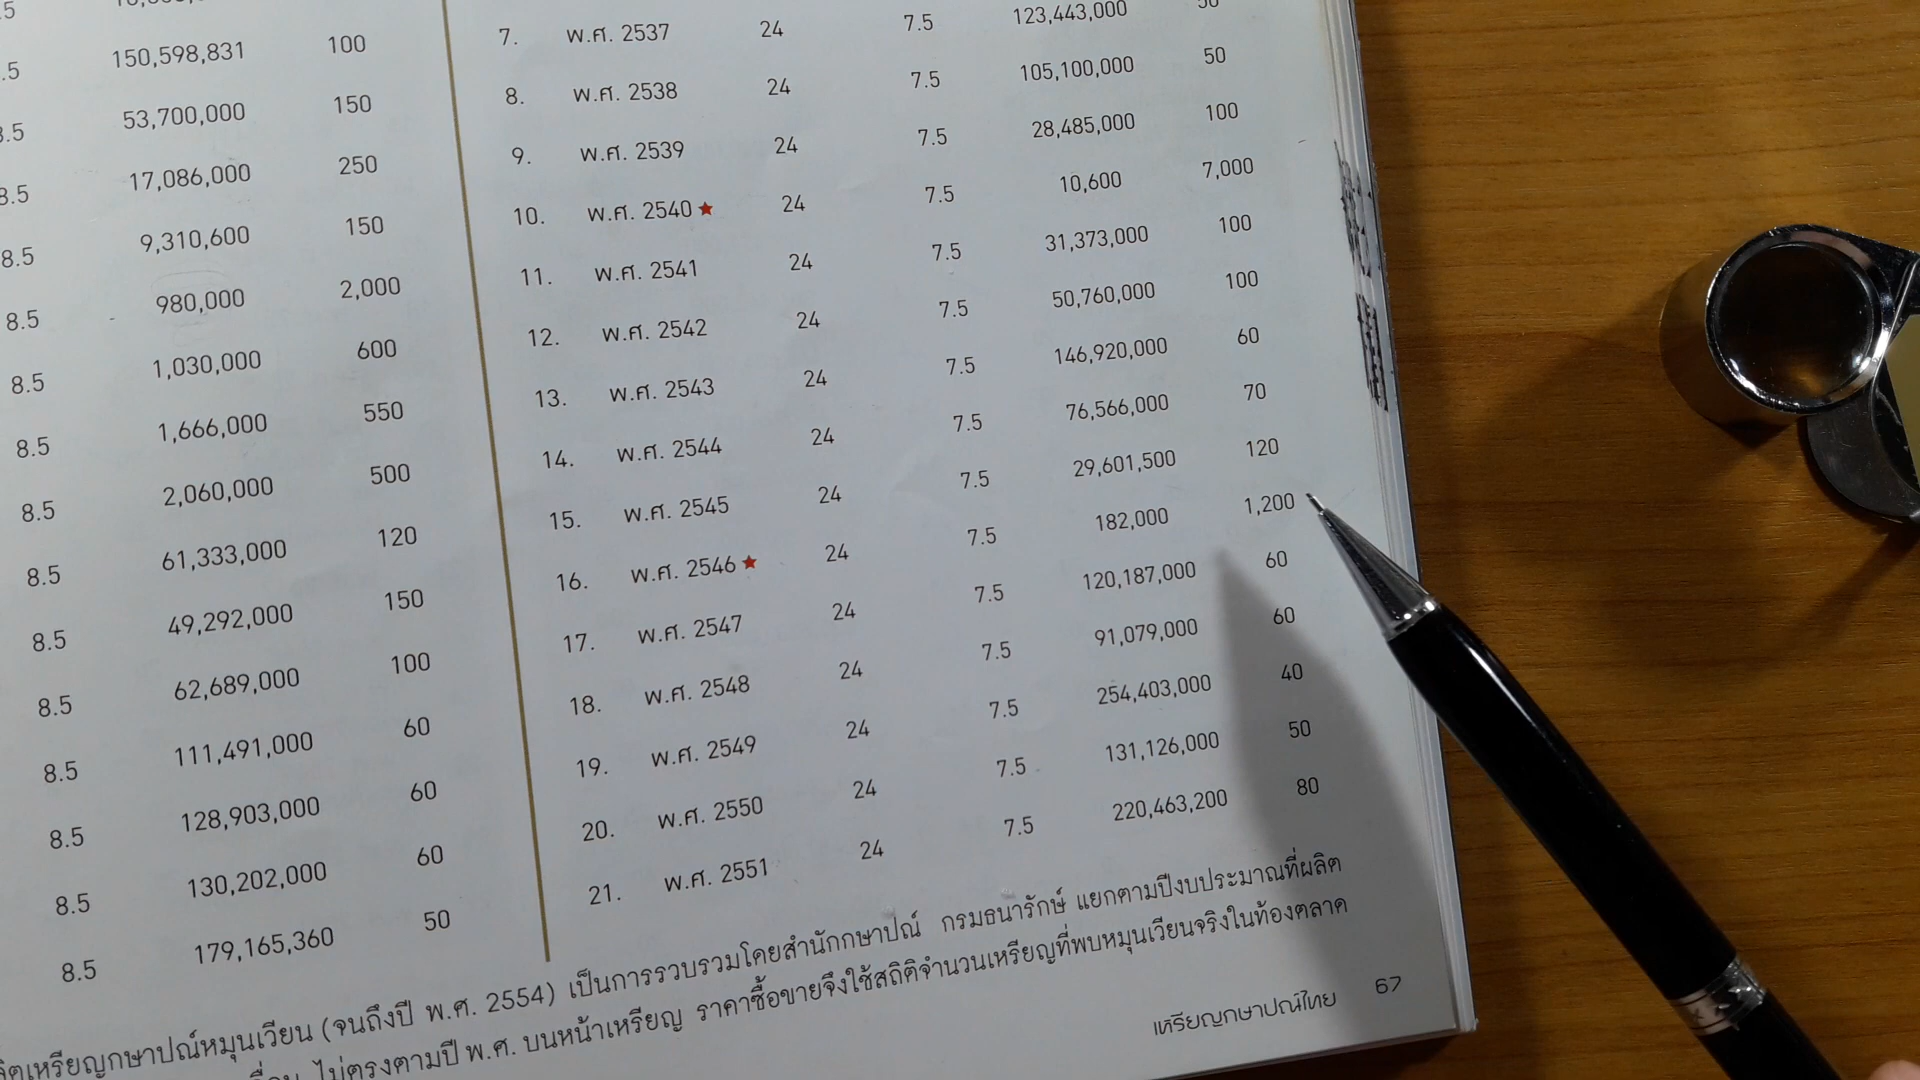 150,598,831 100
53,700,000 150
8.5 17,086,000 250
8.5 9,310,600 150
8.5 980,000 2,000
8.5 1,030,000 600
8.5 1,666,000 550
8.5 2,060,000 500
8.5 61,333,000 120
8.5 49,292,000 150
8.5 62,689,000 100
8.5 111,491,000 60
8.5 128,903,000 60
8.5 130,202,000 60
8.5 179,165,360 50
7. พ.ศ. 2537 24 7.5 123,443,000 50
8. พ.ศ. 2538 24 7.5 105,100,000 50
9. พ.ศ. 2539 24 7.5 28,485,000 100
10. พ.ศ. 2540 ★ 24 7.5 10,600 7,000
11. พ.ศ. 2541 24 7.5 31,373,000 100
12. พ.ศ. 2542 24 7.5 50,760,000 100
13. พ.ศ. 2543 24 7.5 146,920,000 60
14. พ.ศ. 2544 24 7.5 76,566,000 70
15. พ.ศ. 2545 24 7.5 29,601,500 120
16. พ.ศ. 2546 ★ 24 7.5 182,000 1,200
17. พ.ศ. 2547 24 7.5 120,187,000 60
18. พ.ศ. 2548 24 7.5 91,079,000 60
19. พ.ศ. 2549 24 7.5 254,403,000 40
20. พ.ศ. 2550 24 7.5 131,126,000 50
21. พ.ศ. 2551 24 7.5 220,463,200 80
เหรียญกษาปณ์หมุนเวียน (จนถึงปี พ.ศ. 2554) เป็นการรวบรวมโดยสำนักกษาปณ์ กรมธนารักษ์ แยกตามปีงบประมาณที่ผลิต
ไม่ตรงตามปี พ.ศ. บนหน้าเหรียญ ราคาซื้อขายจึงใช้สถิติจำนวนเหรียญที่พบหมุนเวียนจริงในท้องตลาด
เหรียญกษาปณ์ไทย 67